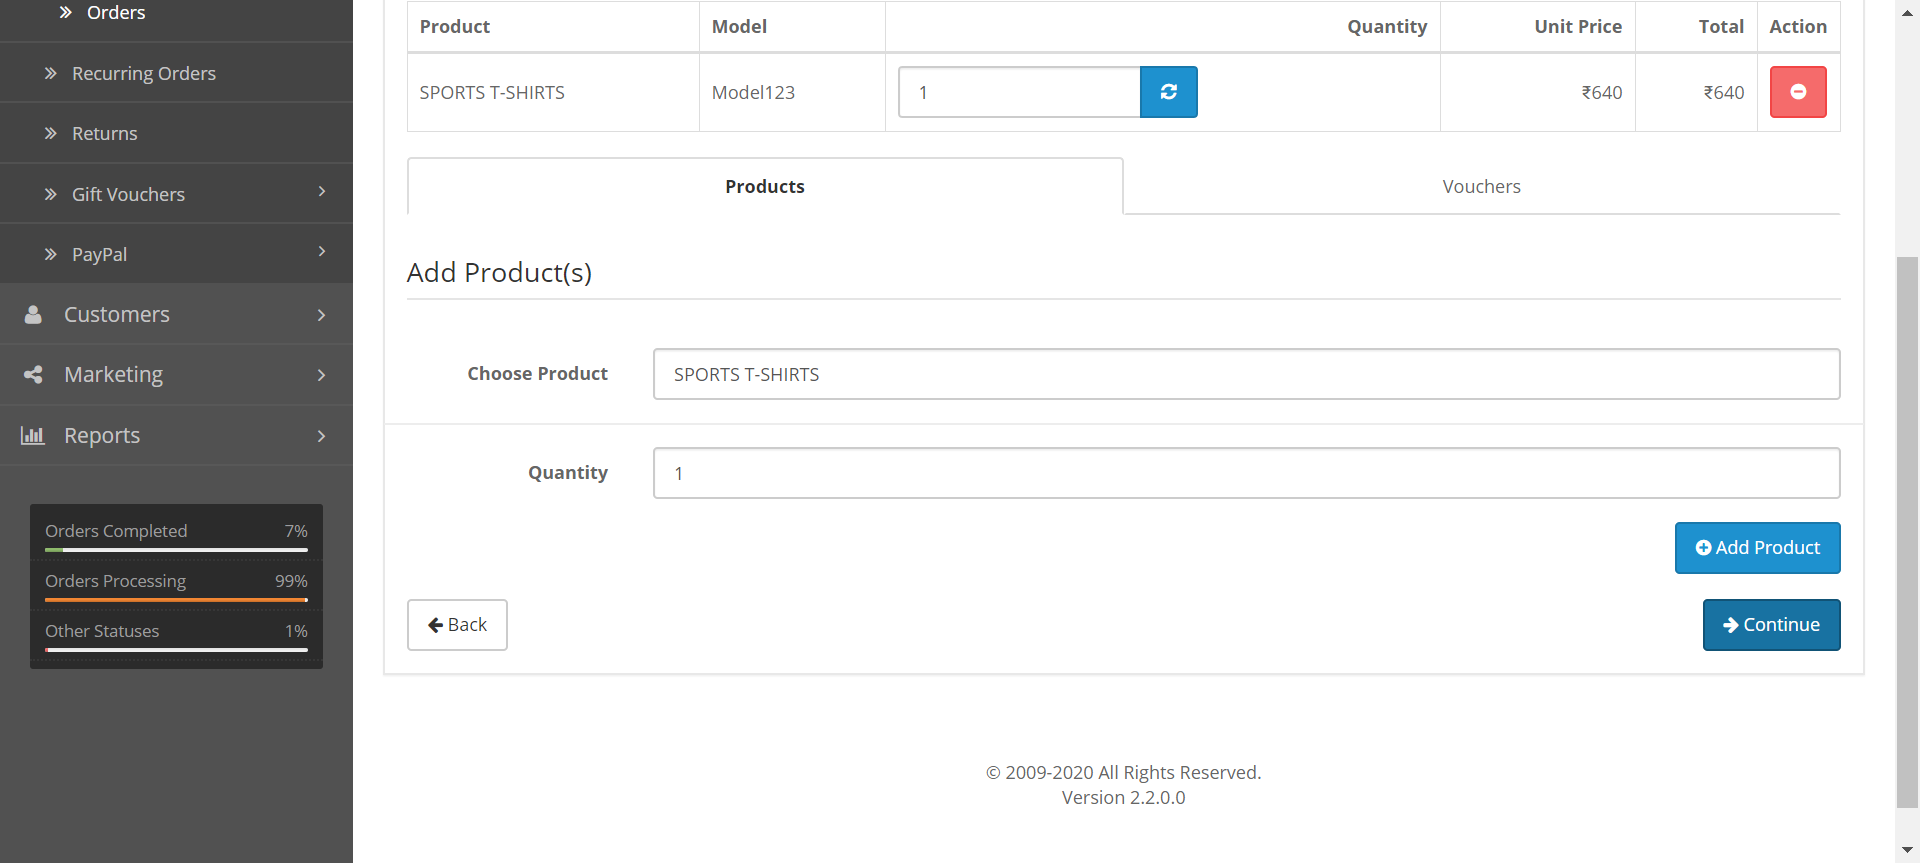 Orders
Recurring Orders
Returns
Gift Vouchers
PayPal
Customers
Marketing
Reports
Orders Completed 7%
Orders Processing 99%
Other Statuses 1%
Product Model Quantity Unit Price Total Action
SPORTS T-SHIRTS Model123 1 ₹640 ₹640
Products Vouchers
Add Product(s)
Choose Product SPORTS T-SHIRTS
Quantity 1
Add Product
Back Continue
© 2009-2020 All Rights Reserved.
Version 2.2.0.0